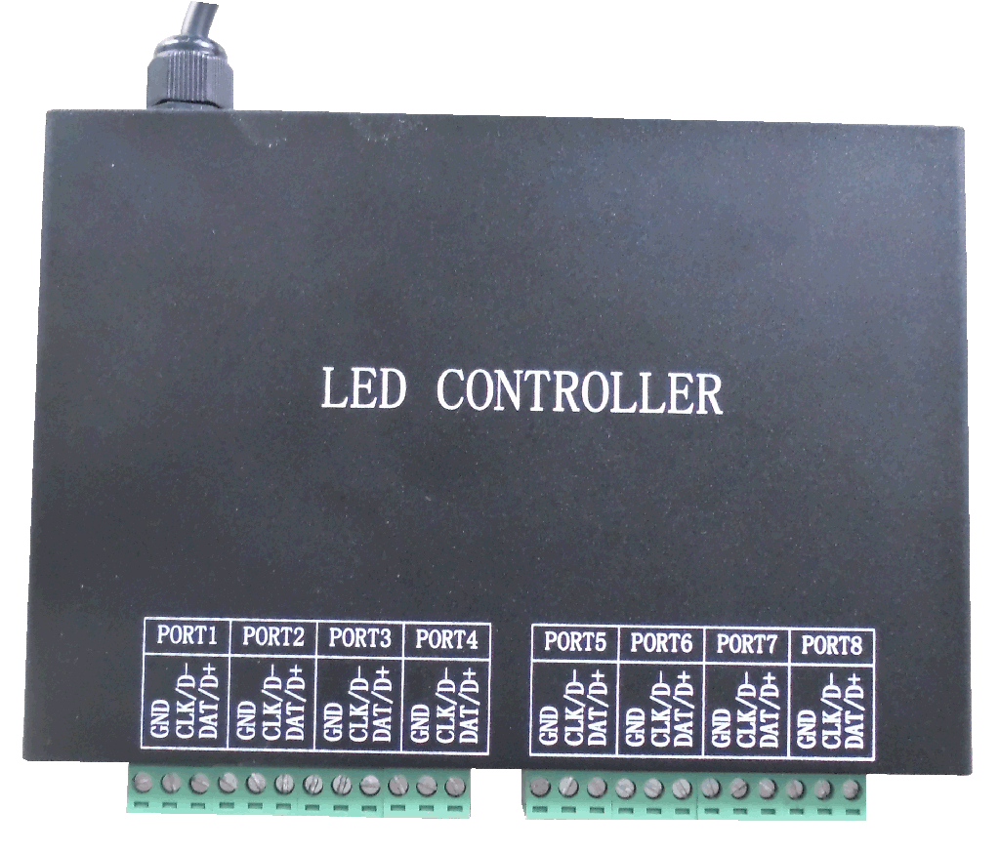 LED CONTROLLER
PORT1 PORT2 PORT3 PORT4
GND CLK/D- DAT/D+ GND CLK/D- DAT/D+ GND CLK/D- DAT/D+ GND CLK/D- DAT/D+
PORT5 PORT6 PORT7 PORT8
GND CLK/D- DAT/D+ GND CLK/D- DAT/D+ GND CLK/D- DAT/D+ GND CLK/D- DAT/D+